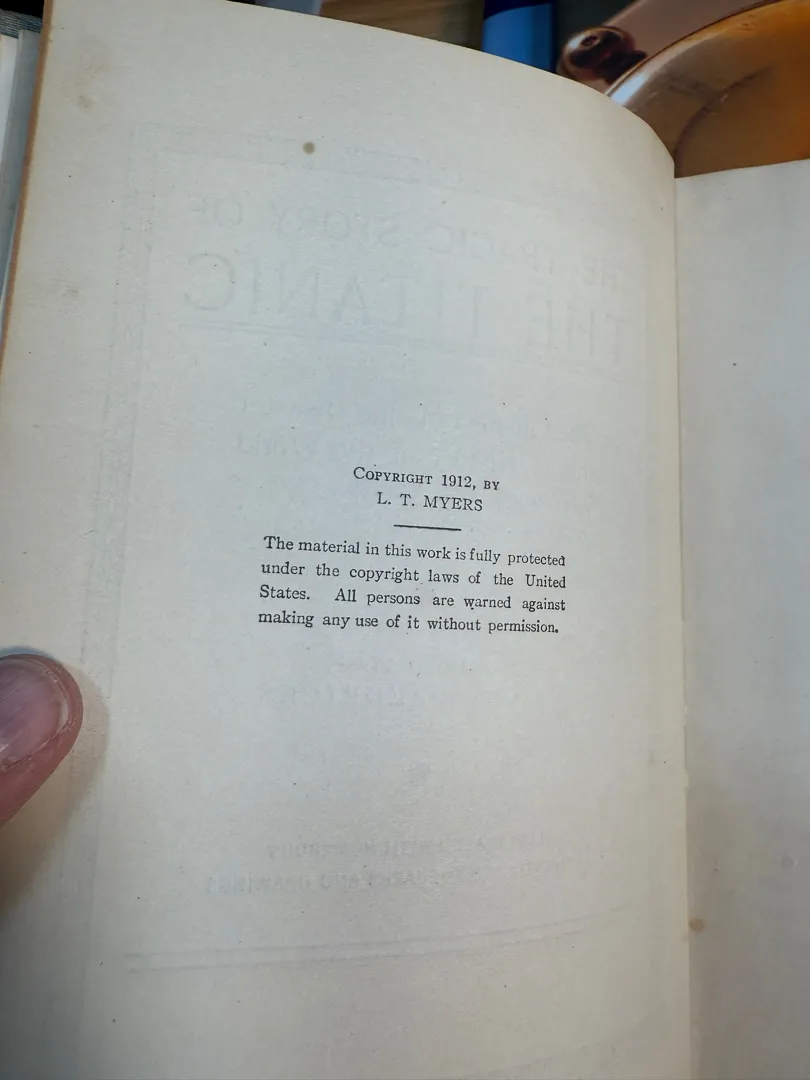 COPYRIGHT 1912, BY
L. T. MYERS
The material in this work is fully protected
under the copyright laws of the United
States. All persons are warned against
making any use of it without permission.